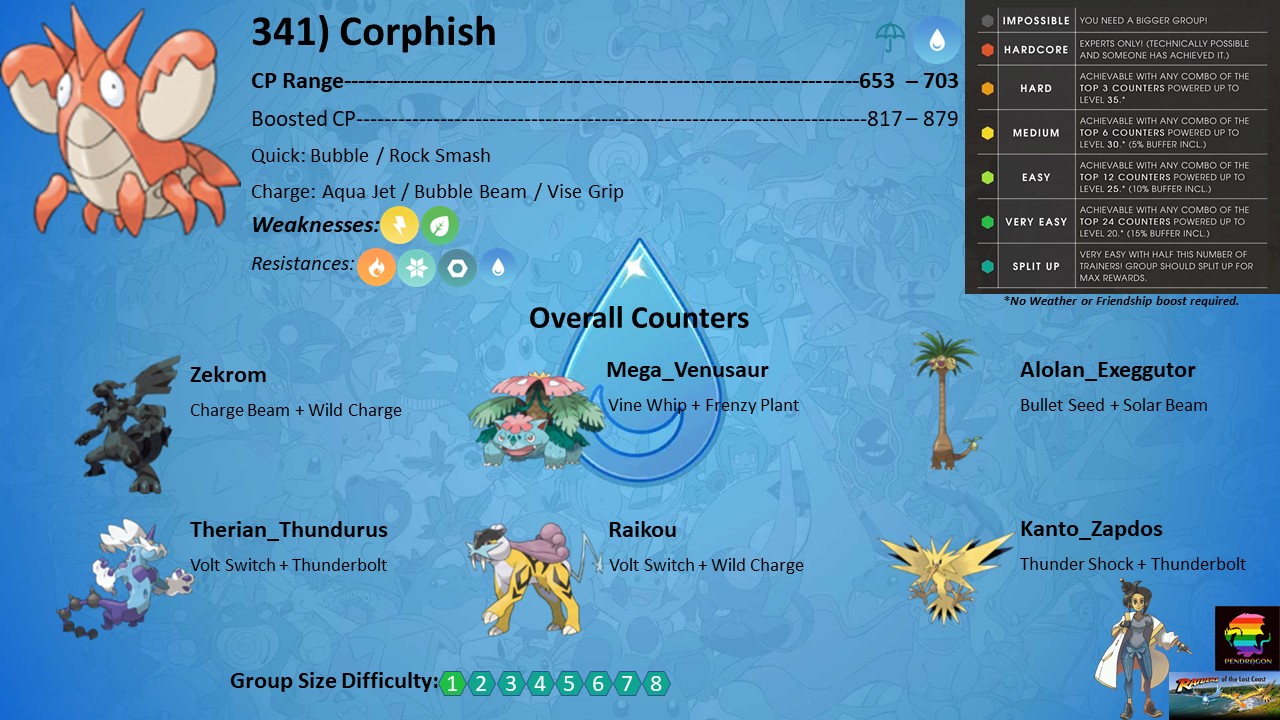 341) Corphish
CP Range-----------------------------------------------------------------653 – 703
Boosted CP-----------------------------------------------------------------817 – 879
Quick: Bubble / Rock Smash
Charge: Aqua Jet / Bubble Beam / Vise Grip
Weaknesses:
Resistances:
IMPOSSIBLE YOU NEED A BIGGER GROUP!
HARDCORE EXPERTS ONLY! (TECHNICALLY POSSIBLE
AND SOMEONE HAS ACHIEVED IT.)
HARD ACHIEVABLE WITH ANY COMBO OF THE
TOP 3 COUNTERS POWERED UP TO
LEVEL 35.*
MEDIUM ACHIEVABLE WITH ANY COMBO OF THE
TOP 6 COUNTERS POWERED UP TO
LEVEL 30.* (5% BUFFER INCL.)
EASY ACHIEVABLE WITH ANY COMBO OF THE
TOP 12 COUNTERS POWERED UP TO
LEVEL 25.* (10% BUFFER INCL.)
VERY EASY ACHIEVABLE WITH ANY COMBO OF THE
TOP 24 COUNTERS POWERED UP TO
LEVEL 20.* (15% BUFFER INCL.)
SPLIT UP VERY EASY WITH HALF THIS NUMBER OF
TRAINERS! GROUP SHOULD SPLIT UP FOR
MAX REWARDS.
*No Weather or Friendship boost required.
Overall Counters
Zekrom
Charge Beam + Wild Charge
Mega_Venusaur
Vine Whip + Frenzy Plant
Alolan_Exeggutor
Bullet Seed + Solar Beam
Therian_Thundurus
Volt Switch + Thunderbolt
Raikou
Volt Switch + Wild Charge
Kanto_Zapdos
Thunder Shock + Thunderbolt
Group Size Difficulty: 1 2 3 4 5 6 7 8
PENDRAGON
RAIDERS of the Lost Coast